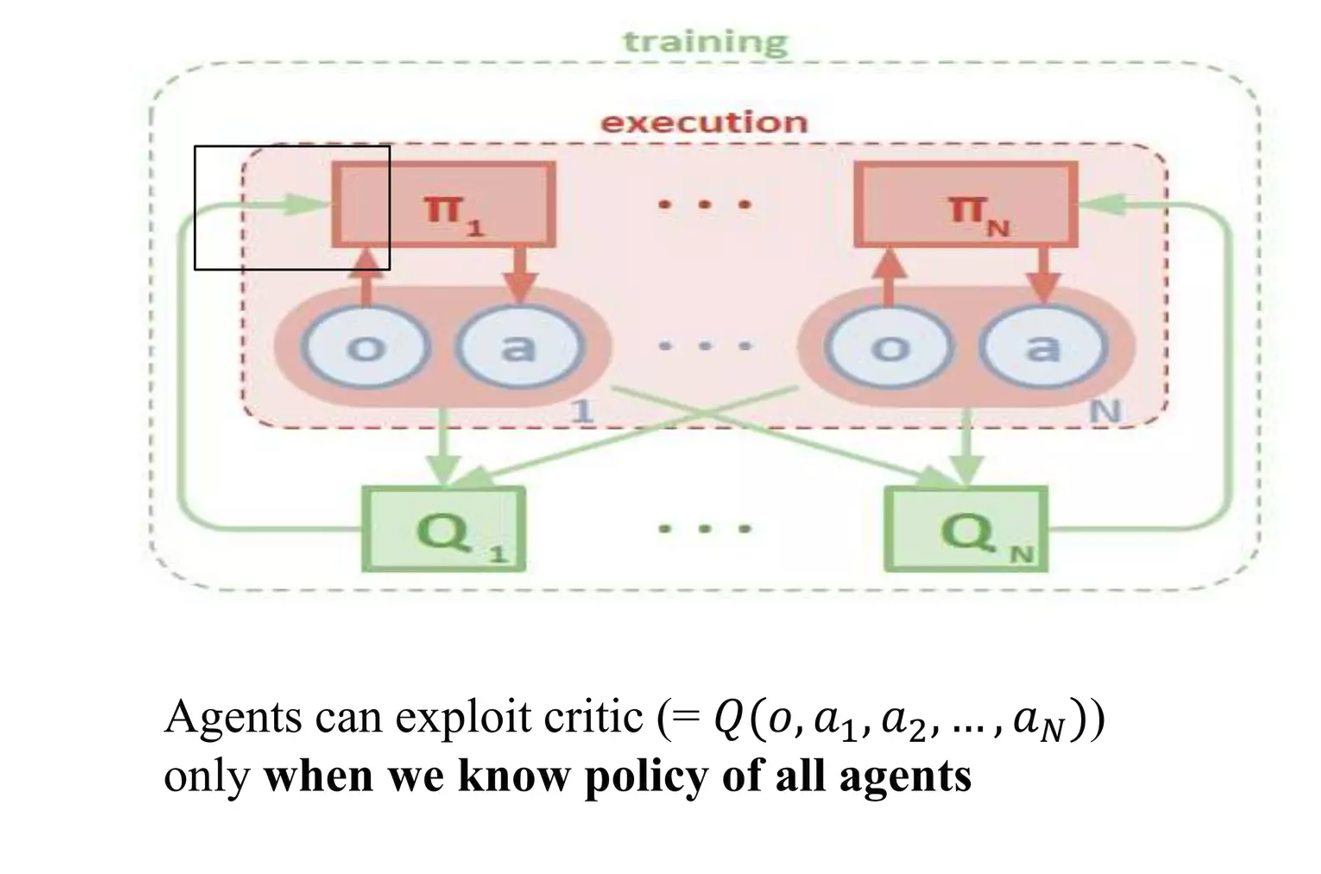 training
execution
π1 . . . πN
o a . . . o a
1 N
Q1 . . . QN
Agents can exploit critic (= Q(o, a1, a2, … , aN))
only when we know policy of all agents